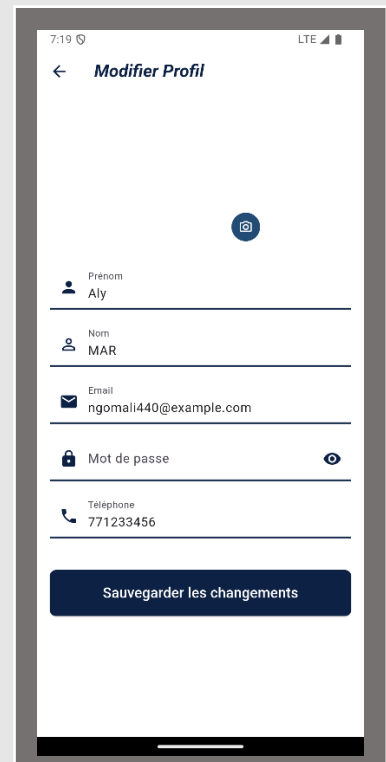 7:19
LTE
Modifier Profil
Prénom
Aly
Nom
MAR
Email
ngomali440@example.com
Mot de passe
Téléphone
771233456
Sauvegarder les changements